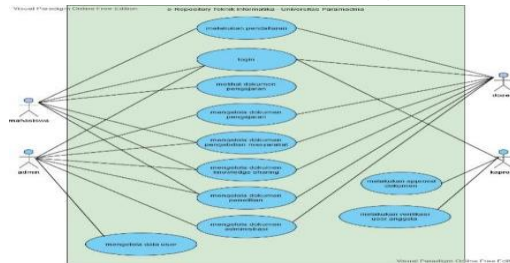 Visual Paradigm Online Free Edition
e-Repository Teknik Informatika - Universitas Paramadina
melakukan pendaftaran
login
melihat dokumen
pengajaran
mengelola dokumen
pengajaran
mengelola dokumen
pengabdian masyarakat
mengelola dokumen
knowledge sharing
mengelola dokumen
penelitian
mengelola dokumen
administrasi
mengelola data user
mahasiswa
admin
dosen
kaprodi
melakukan approval
dokumen
melakukan verifikasi
user anggota
Visual Paradigm Online Free Edition